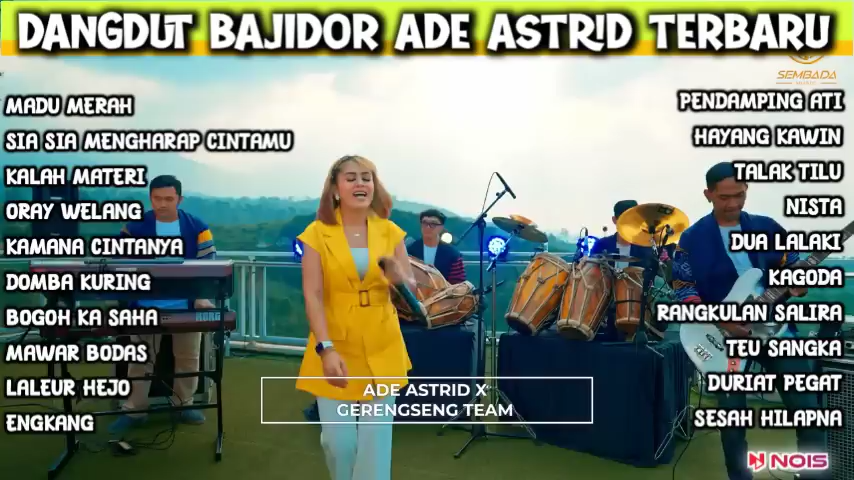 DANGDUT BAJIDOR ADE ASTRID TERBARU
SEMBADA
MUSIC
MADU MERAH
SIA SIA MENGHARAP CINTAMU
KALAH MATERI
ORAY WELANG
KAMANA CINTANYA
DOMBA KURING
BOGOH KA SAHA
MAWAR BODAS
LALEUR HEJO
ENGKANG
PENDAMPING ATI
HAYANG KAWIN
TALAK TILU
NISTA
DUA LALAKI
KAGODA
RANGKULAN SALIRA
TEU SANGKA
DURIAT PEGAT
SESAH HILAPNA
KORG
ADE ASTRID X
GERENGSENG TEAM
NOIS